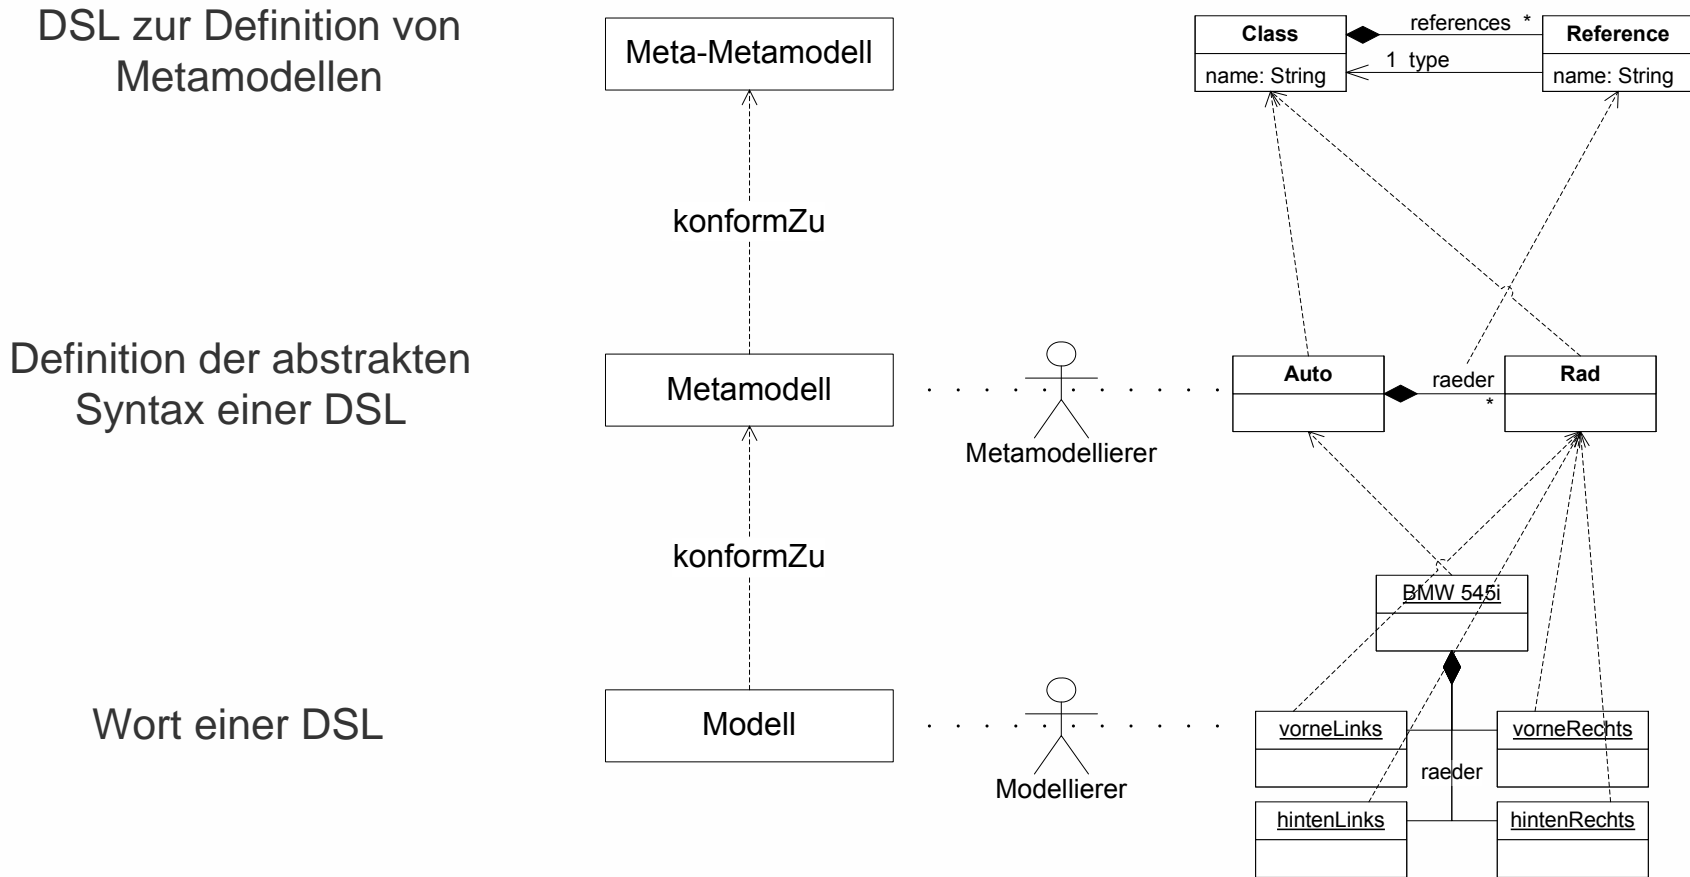 DSL zur Definition von
Metamodellen
Meta-Metamodell
Class
name: String
references *
1 type
Reference
name: String
konformZu
Definition der abstrakten
Syntax einer DSL
Metamodell
Metamodellierer
Auto
raeder
*
Rad
konformZu
BMW 545i
Wort einer DSL
Modell
Modellierer
vorneLinks
vorneRechts
raeder
hintenLinks
hintenRechts